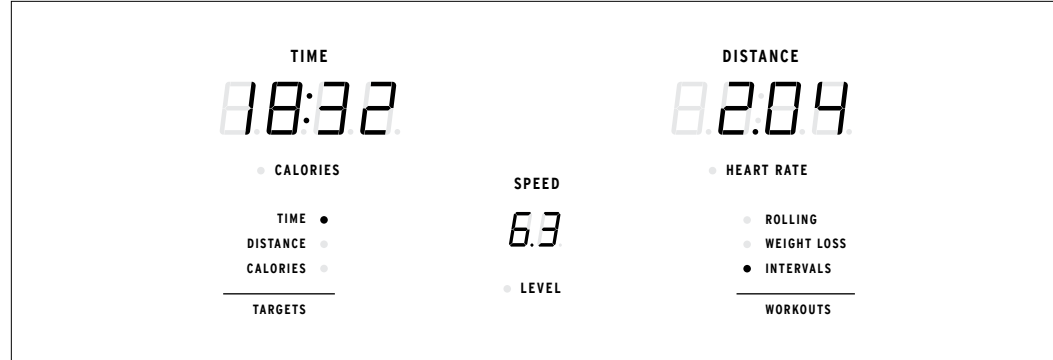 TIME
18:32
CALORIES
TIME
DISTANCE
CALORIES
TARGETS
SPEED
6.3
LEVEL
DISTANCE
2.04
HEART RATE
ROLLING
WEIGHT LOSS
INTERVALS
WORKOUTS